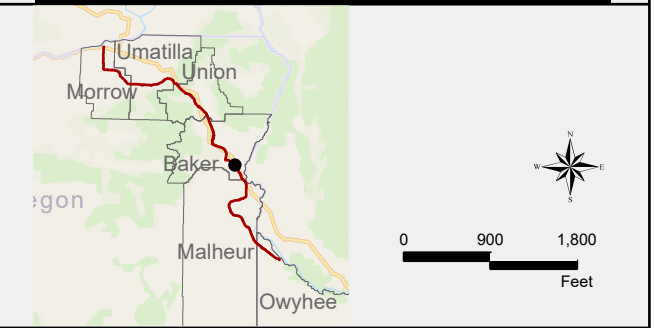 Umatilla
Union
Morrow
Baker
egon
Malheur
Owyhee
N
W E
S
0 900 1,800
Feet